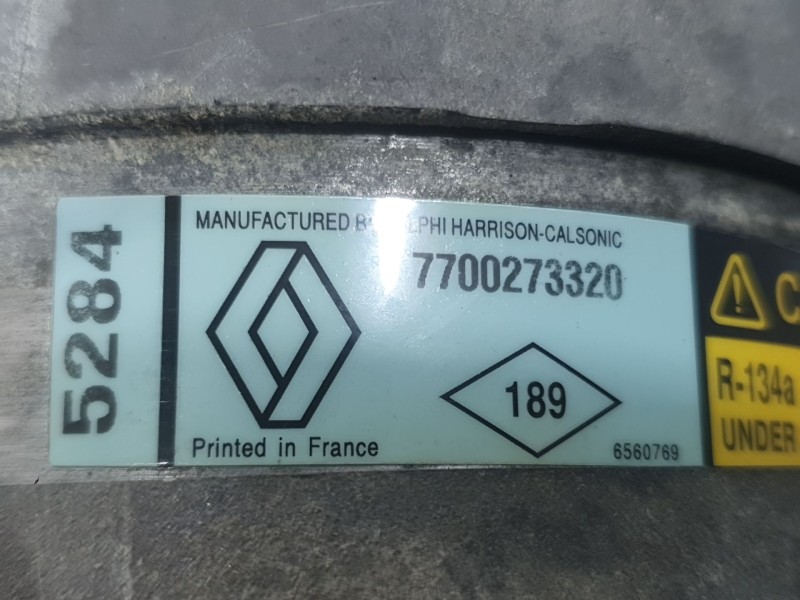 5284
MANUFACTURED HARRISON-CALSONIC
7700273320
189
Printed in France
6560769
R-134a
UNDER